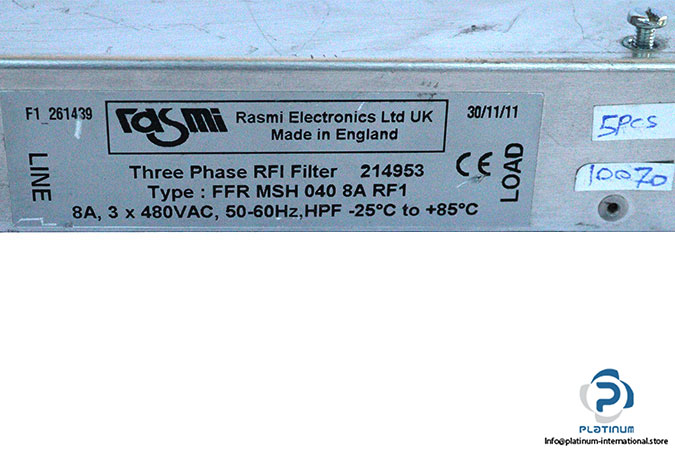 F1_261439
rasmi
Rasmi Electronics Ltd UK
Made in England
30/11/11
LINE
Three Phase RFI Filter 214953
Type : FFR MSH 040 8A RF1
8A, 3 x 480VAC, 50-60Hz,HPF -25°C to +85°C
CE
LOAD
5pcs
10070
PLATINUM
Info@platinum-international.store